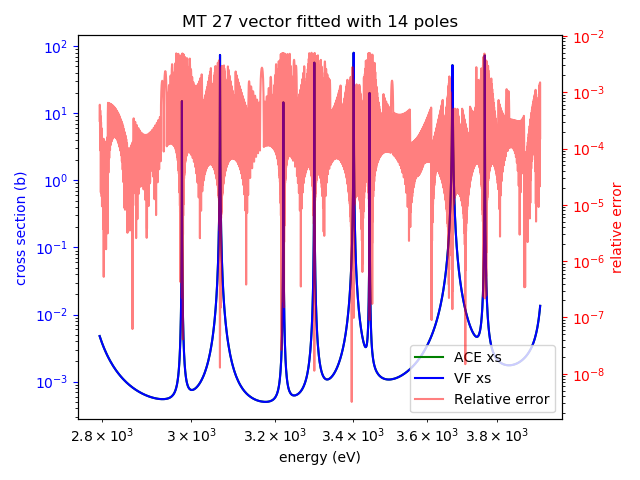 MT 27 vector fitted with 14 poles
10²
10¹
10⁰
10⁻¹
10⁻²
10⁻³
cross section (b)
10⁻²
10⁻³
10⁻⁴
10⁻⁵
10⁻⁶
10⁻⁷
10⁻⁸
relative error
ACE xs
VF xs
Relative error
2.8 × 10³ 3 × 10³ 3.2 × 10³ 3.4 × 10³ 3.6 × 10³ 3.8 × 10³
energy (eV)